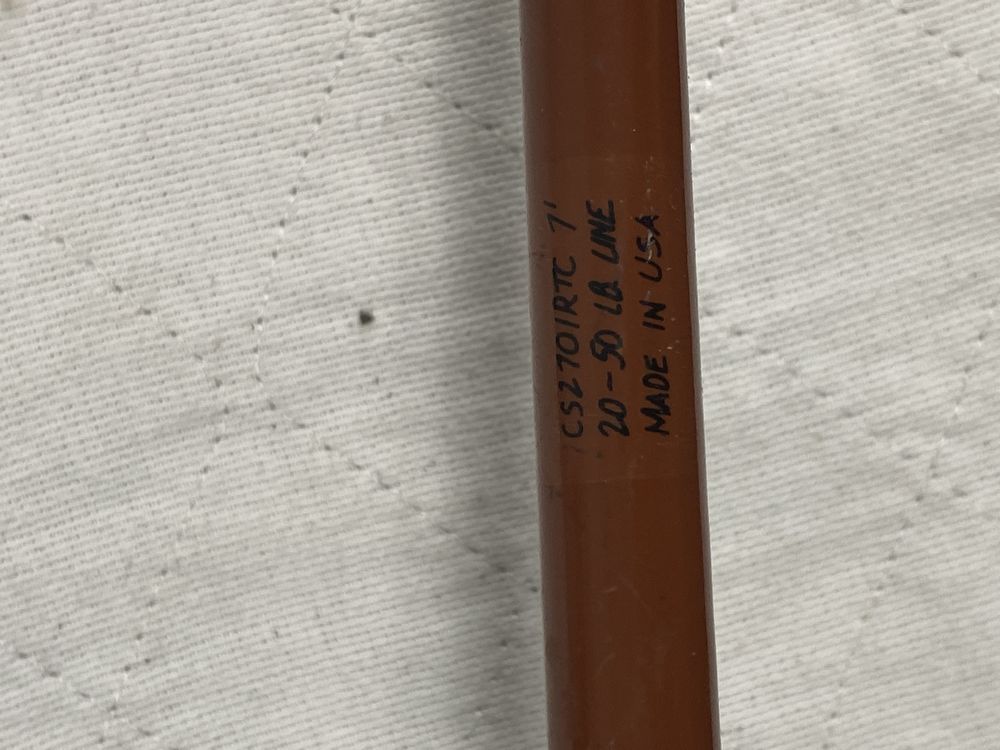 CS2701RTC 7'
20-50 LB LINE
MADE IN USA